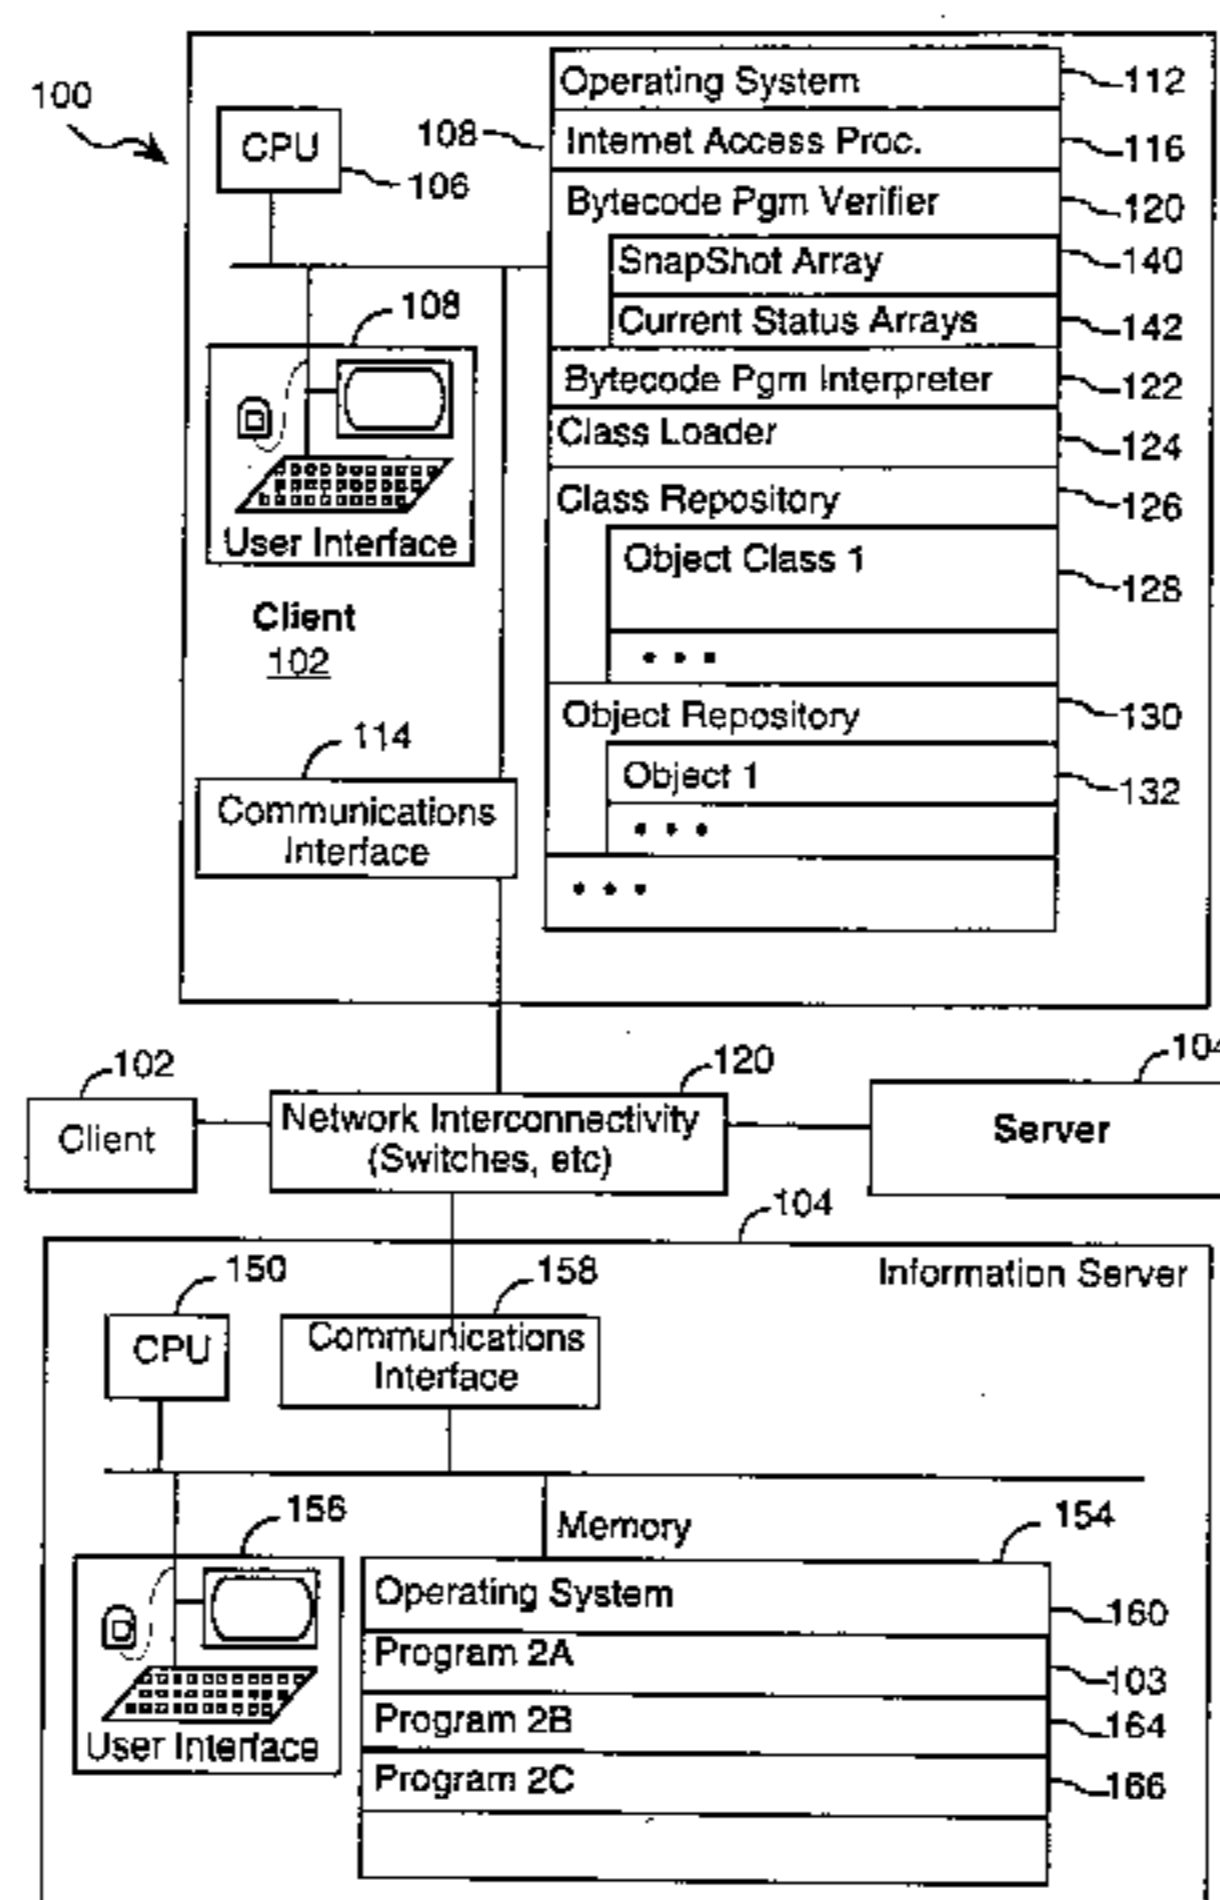 100
CPU
106
108
Operating System
112
Internet Access Proc.
116
Bytecode Pgm Verifier
120
SnapShot Array
140
Current Status Arrays
142
Bytecode Pgm Interpreter
122
Class Loader
124
Class Repository
126
Object Class 1
128
• • •
Object Repository
130
Object 1
132
• • •
• • •
108
User Interface
Client
102
114
Communications
Interface
102
Client
120
Network Interconnectivity
(Switches, etc)
104
Server
104
Information Server
150
CPU
158
Communications
Interface
156
User Interface
Memory
154
Operating System
160
Program 2A
103
Program 2B
164
Program 2C
166